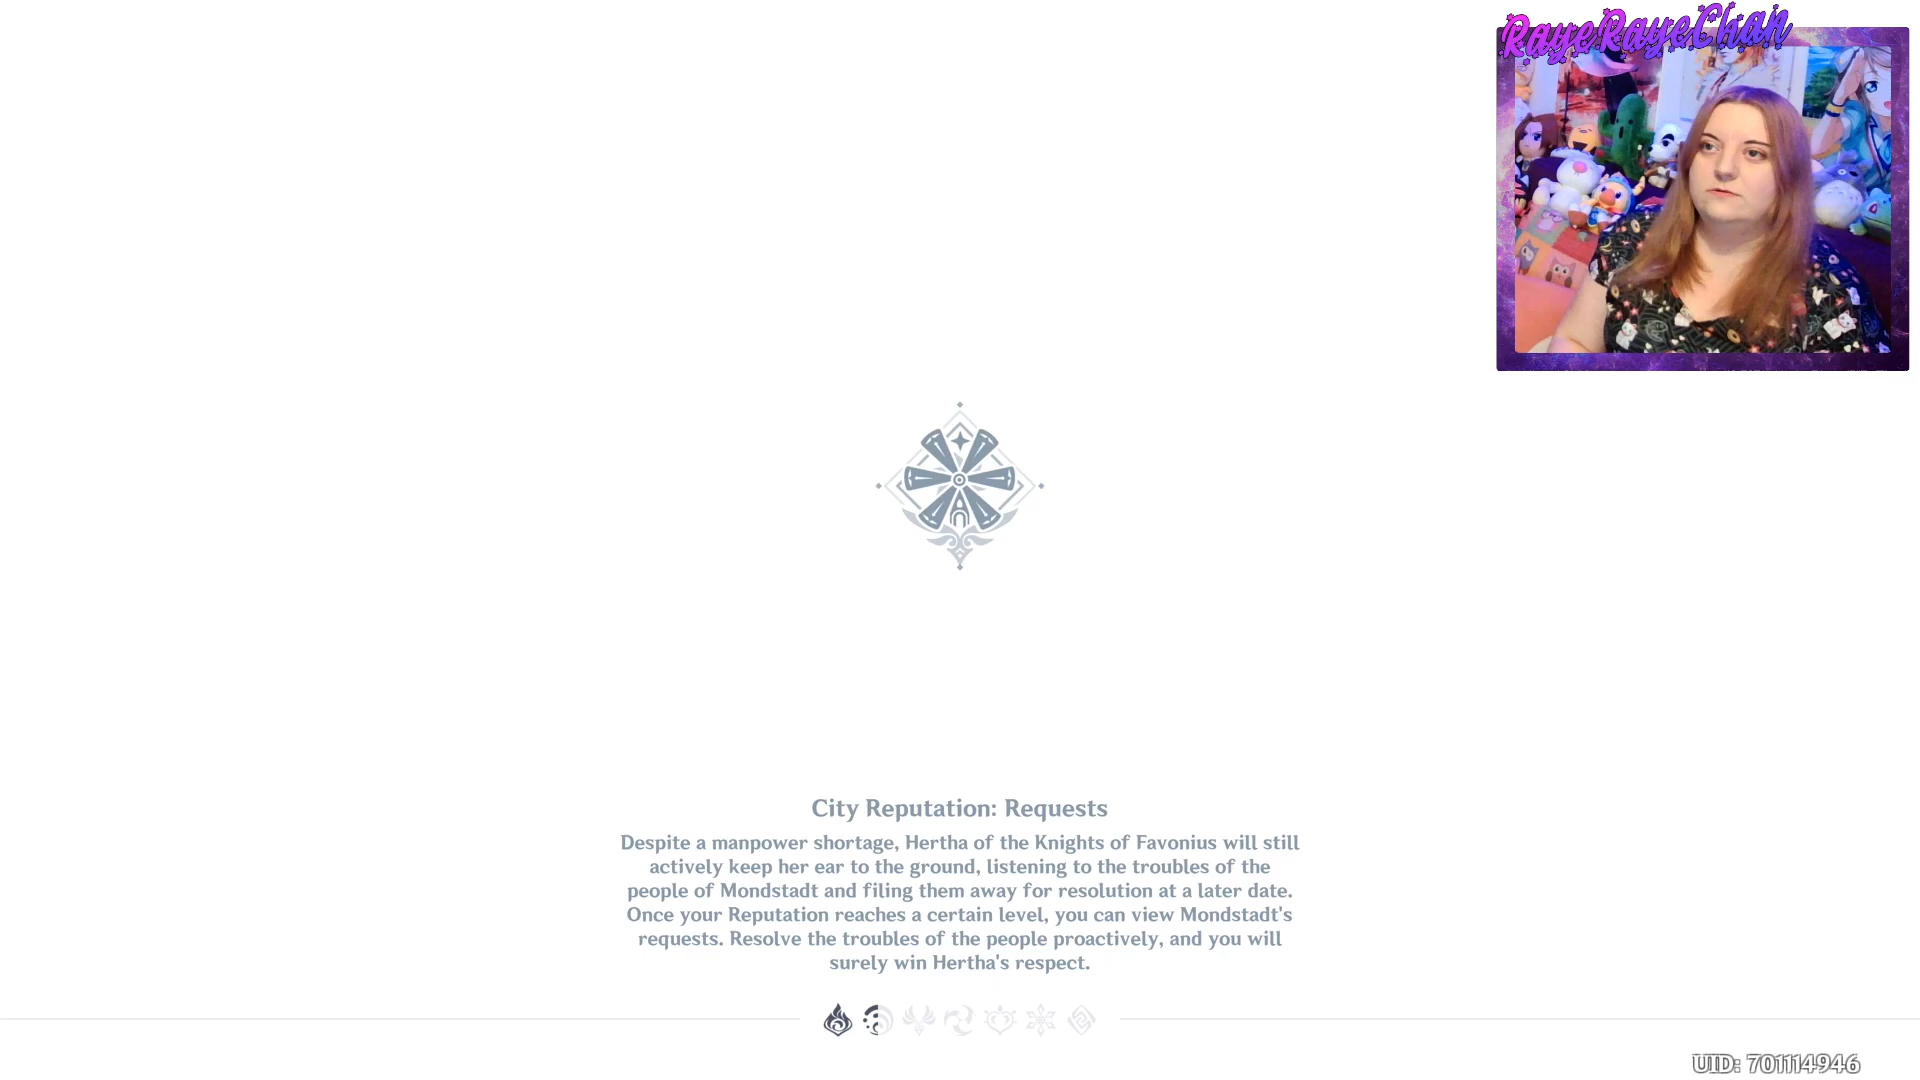 RayeRayeChan
City Reputation: Requests
Despite a manpower shortage, Hertha of the Knights of Favonius will still
actively keep her ear to the ground, listening to the troubles of the
people of Mondstadt and filing them away for resolution at a later date.
Once your Reputation reaches a certain level, you can view Mondstadt's
requests. Resolve the troubles of the people proactively, and you will
surely win Hertha's respect.
UID: 701114946